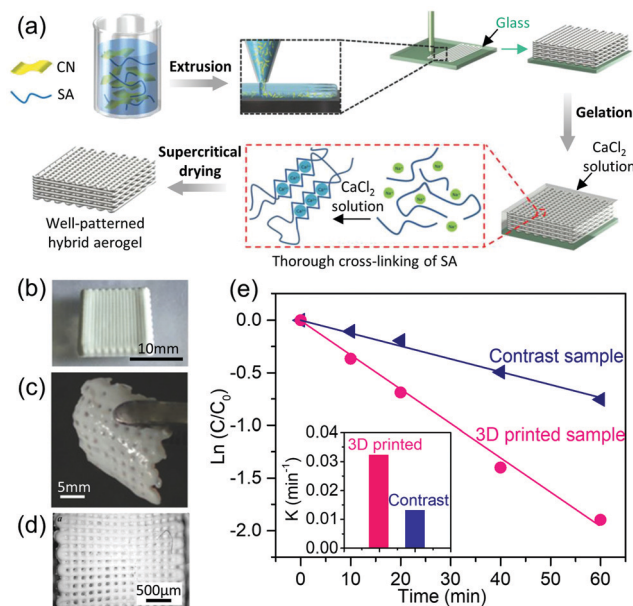 (a)
CN
SA
Extrusion
Glass
Gelation
CaCl2
solution
CaCl2
solution
Thorough cross-linking of SA
Supercritical
drying
Well-patterned
hybrid aerogel
(b)
10mm
(c)
5mm
(d)
500μm
(e)
Ln (C/C0)
0.0
-0.5
-1.0
-1.5
-2.0
Contrast sample
3D printed sample
K (min-1)
0.04
0.03
0.02
0.01
0.00
3D printed
Contrast
0
10
20
40
60
Time (min)